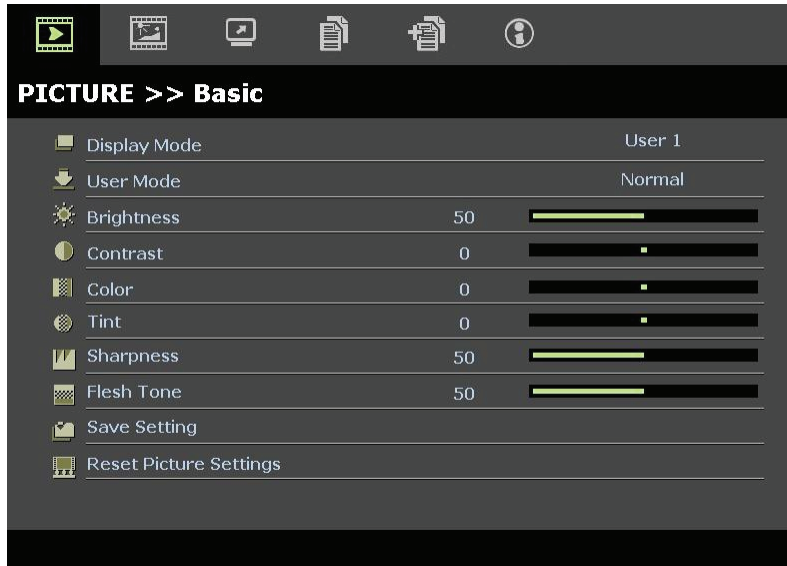 PICTURE >> Basic
Display Mode User 1
User Mode Normal
Brightness 50
Contrast 0
Color 0
Tint 0
Sharpness 50
Flesh Tone 50
Save Setting
Reset Picture Settings